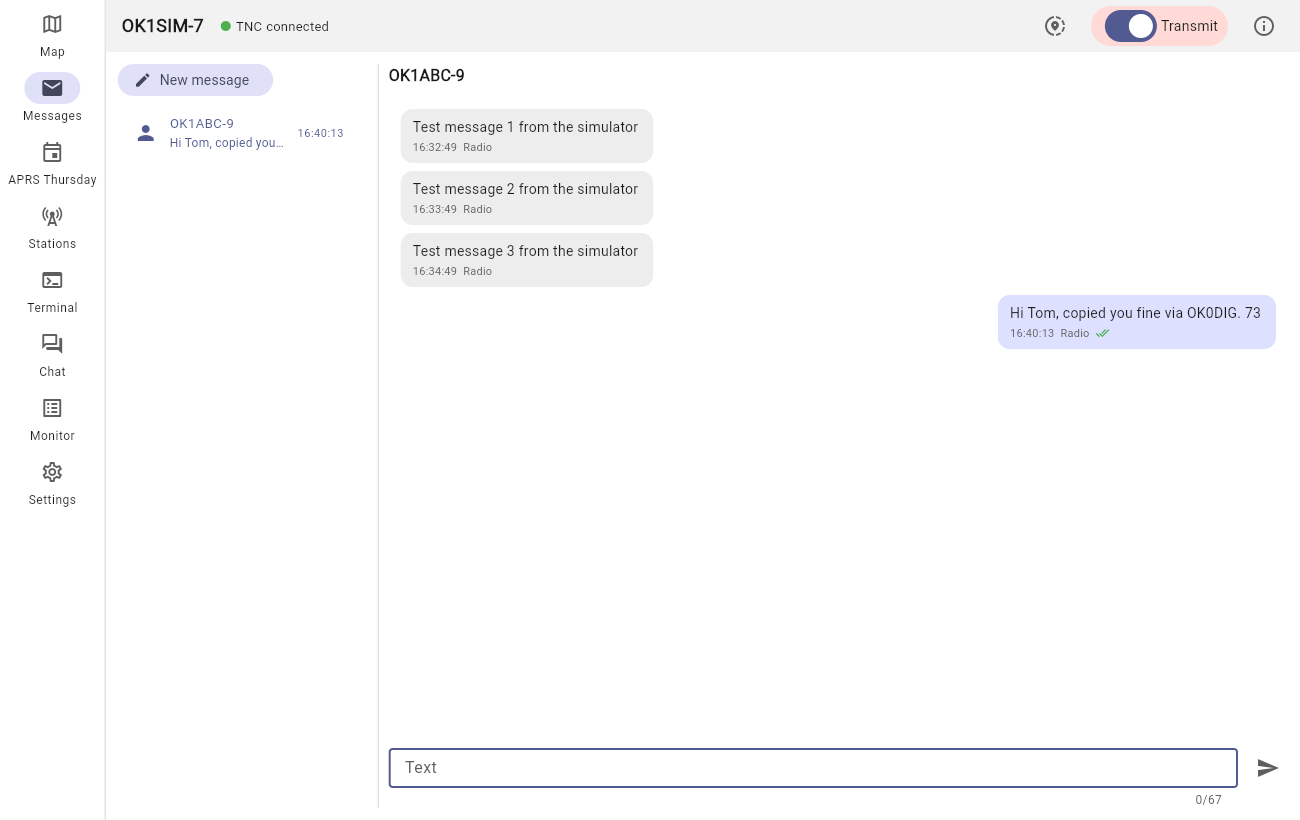 OK1SIM-7
TNC connected
Transmit
Map
Messages
APRS Thursday
Stations
Terminal
Chat
Monitor
Settings
New message
OK1ABC-9
Hi Tom, copied you…
16:40:13
OK1ABC-9
Test message 1 from the simulator
16:32:49 Radio
Test message 2 from the simulator
16:33:49 Radio
Test message 3 from the simulator
16:34:49 Radio
Hi Tom, copied you fine via OK0DIG. 73
16:40:13 Radio
Text
0/67